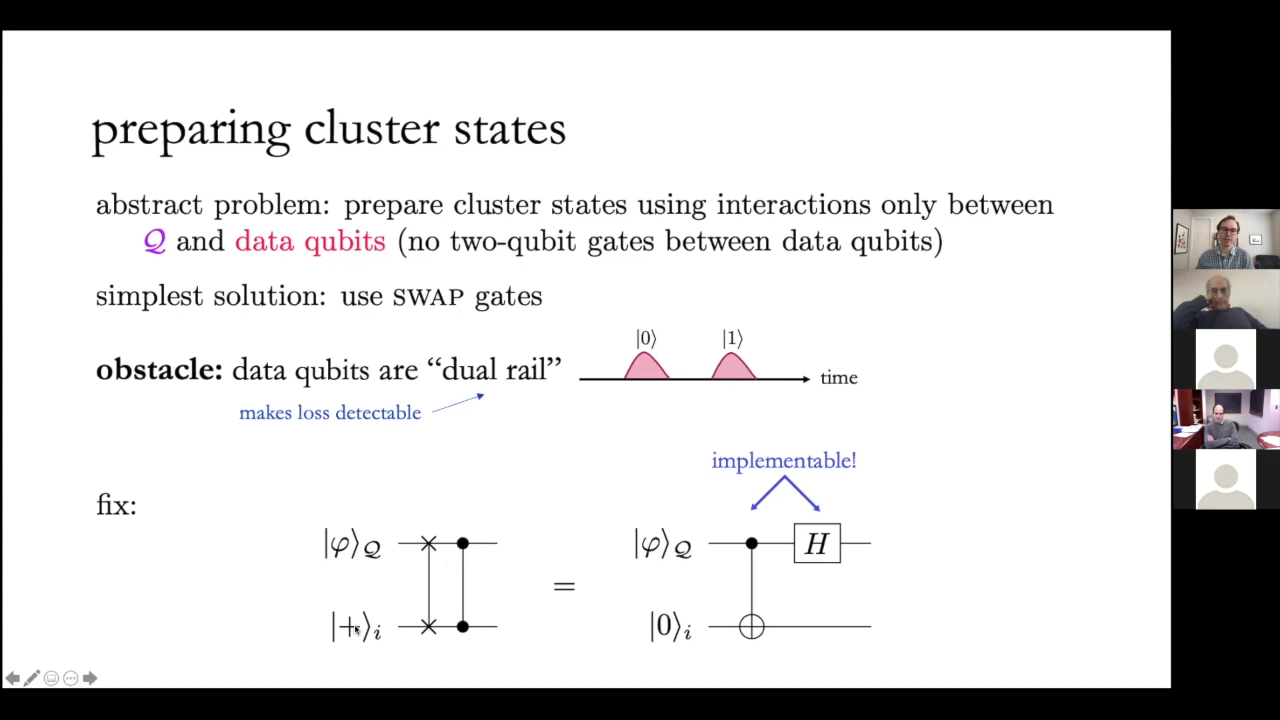 preparing cluster states
abstract problem: prepare cluster states using interactions only between
𝒬 and data qubits (no two-qubit gates between data qubits)
simplest solution: use SWAP gates
|0⟩ |1⟩
obstacle: data qubits are “dual rail” time
makes loss detectable
implementable!
fix:
|φ⟩𝒬 |φ⟩𝒬 H
=
|+⟩i |0⟩i